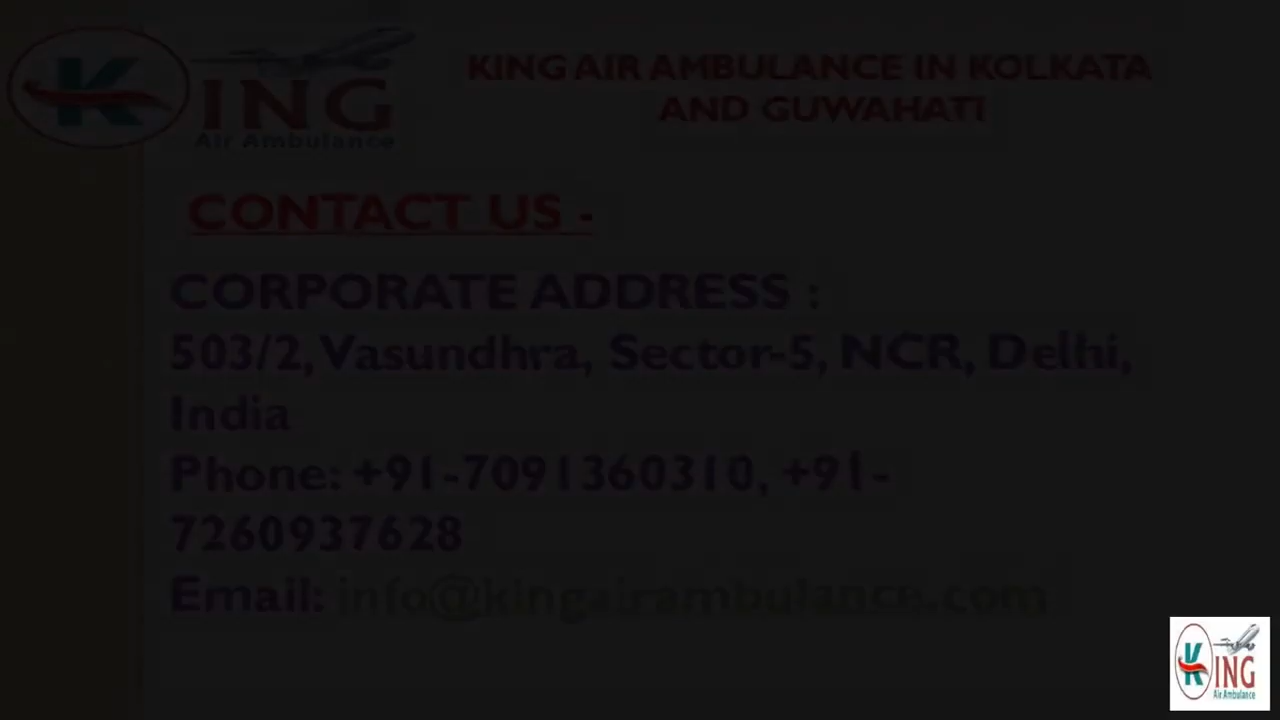 KING
Air Ambulance
KING AIR AMBULANCE IN KOLKATA
AND GUWAHATI
CONTACT US -
CORPORATE ADDRESS :
503/2, Vasundhra, Sector-5, NCR, Delhi,
India
Phone: +91-7091360310, +91-
7260937628
Email: info@kingairambulance.com
KING
Air Ambulance